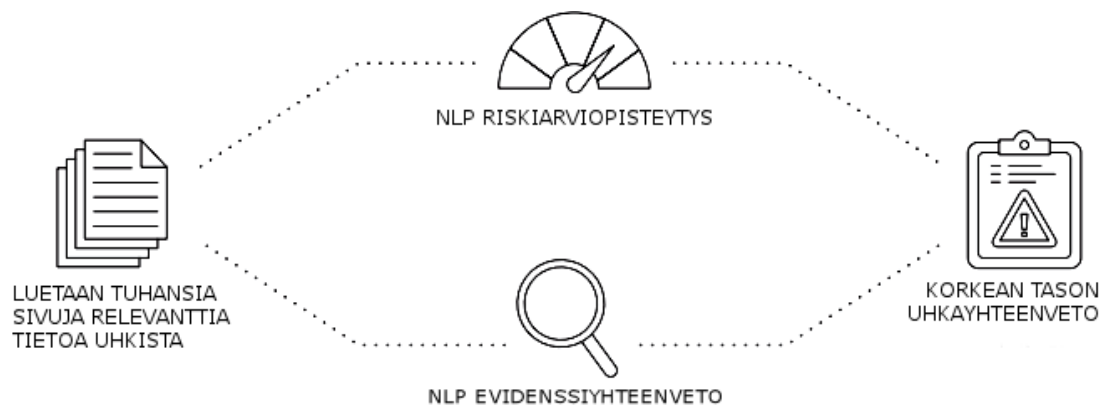 NLP RISKIARVIOPISTEYTYS
LUETAAN TUHANSIA
SIVUJA RELEVANTTIA
TIETOA UHKISTA
KORKEAN TASON
UHKAYHTEENVETO
NLP EVIDENSSIYHTEENVETO